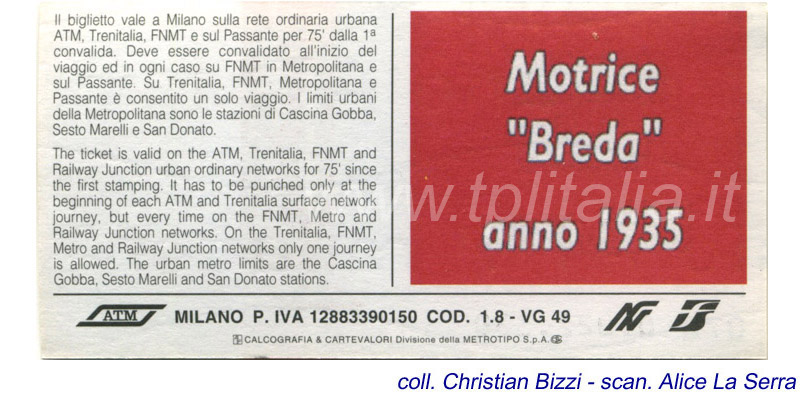 Il biglietto vale a Milano sulla rete ordinaria urbana
ATM, Trenitalia, FNMT e sul Passante per 75' dalla 1ª
convalida. Deve essere convalidato all'inizio del
viaggio ed in ogni caso su FNMT in Metropolitana e
sul Passante. Su Trenitalia, FNMT, Metropolitana e
Passante è consentito un solo viaggio. I limiti urbani
della Metropolitana sono le stazioni di Cascina Gobba,
Sesto Marelli e San Donato.
The ticket is valid on the ATM, Trenitalia, FNMT and
Railway Junction urban ordinary networks for 75' since
the first stamping. It has to be punched only at the
beginning of each ATM and Trenitalia surface network
journey, but every time on the FNMT, Metro and
Railway Junction networks. On the Trenitalia, FNMT,
Metro and Railway Junction networks only one journey
is allowed. The urban metro limits are the Cascina
Gobba, Sesto Marelli and San Donato stations.
Motrice
"Breda"
anno 1935
www.tplitalia.it
ATM MILANO P. IVA 12883390150 COD. 1.8 - VG 49
CALCOGRAFIA & CARTEVALORI Divisione della METROTIPO S.p.A.
coll. Christian Bizzi - scan. Alice La Serra